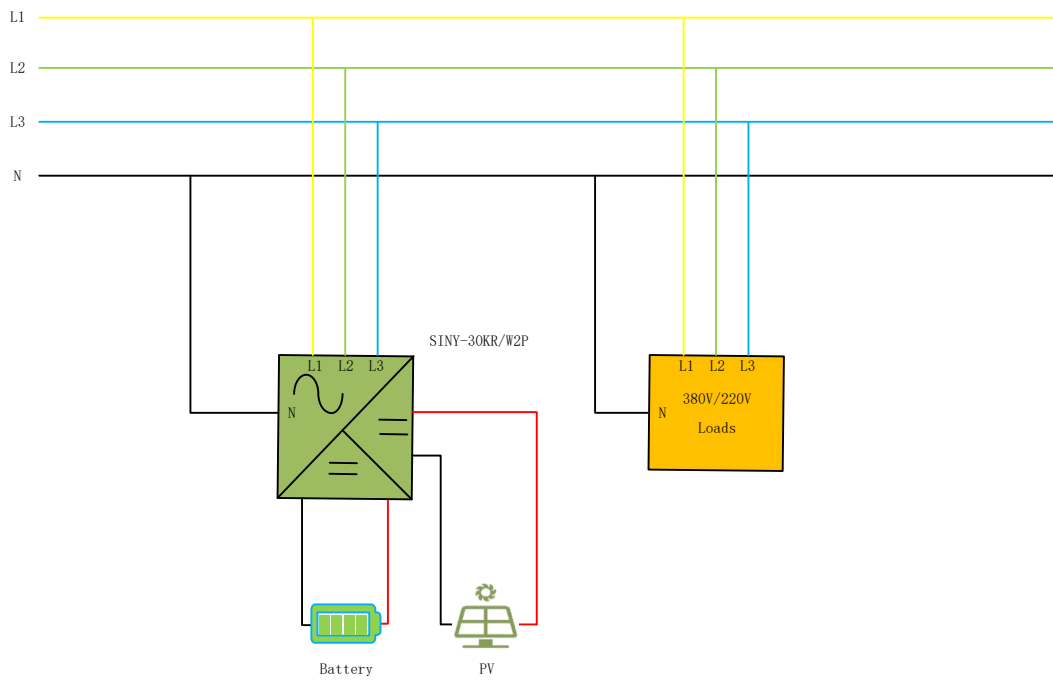 L1
L2
L3
N
SINY-30KR/W2P
L1 L2 L3
N
L1 L2 L3
380V/220V
N
Loads
Battery
PV